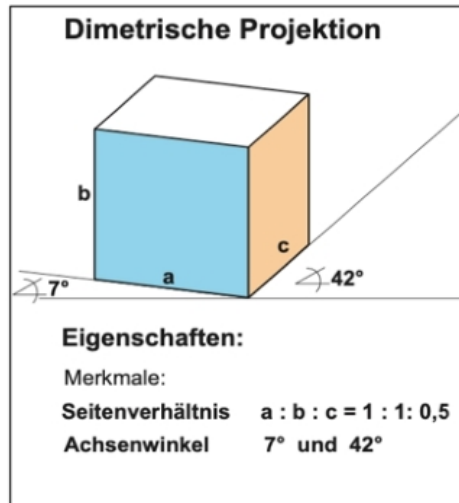 Dimetrische Projektion
b
a
c
7°
42°
Eigenschaften:
Merkmale:
Seitenverhältnis a : b : c = 1 : 1: 0,5
Achsenwinkel 7° und 42°